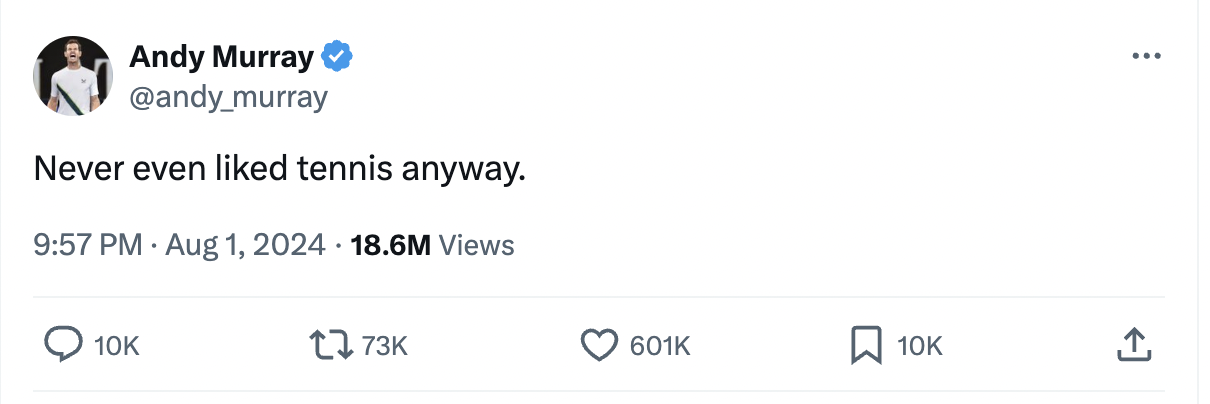 Andy Murray
@andy_murray
Never even liked tennis anyway.
9:57 PM · Aug 1, 2024 · 18.6M Views
10K 73K 601K 10K